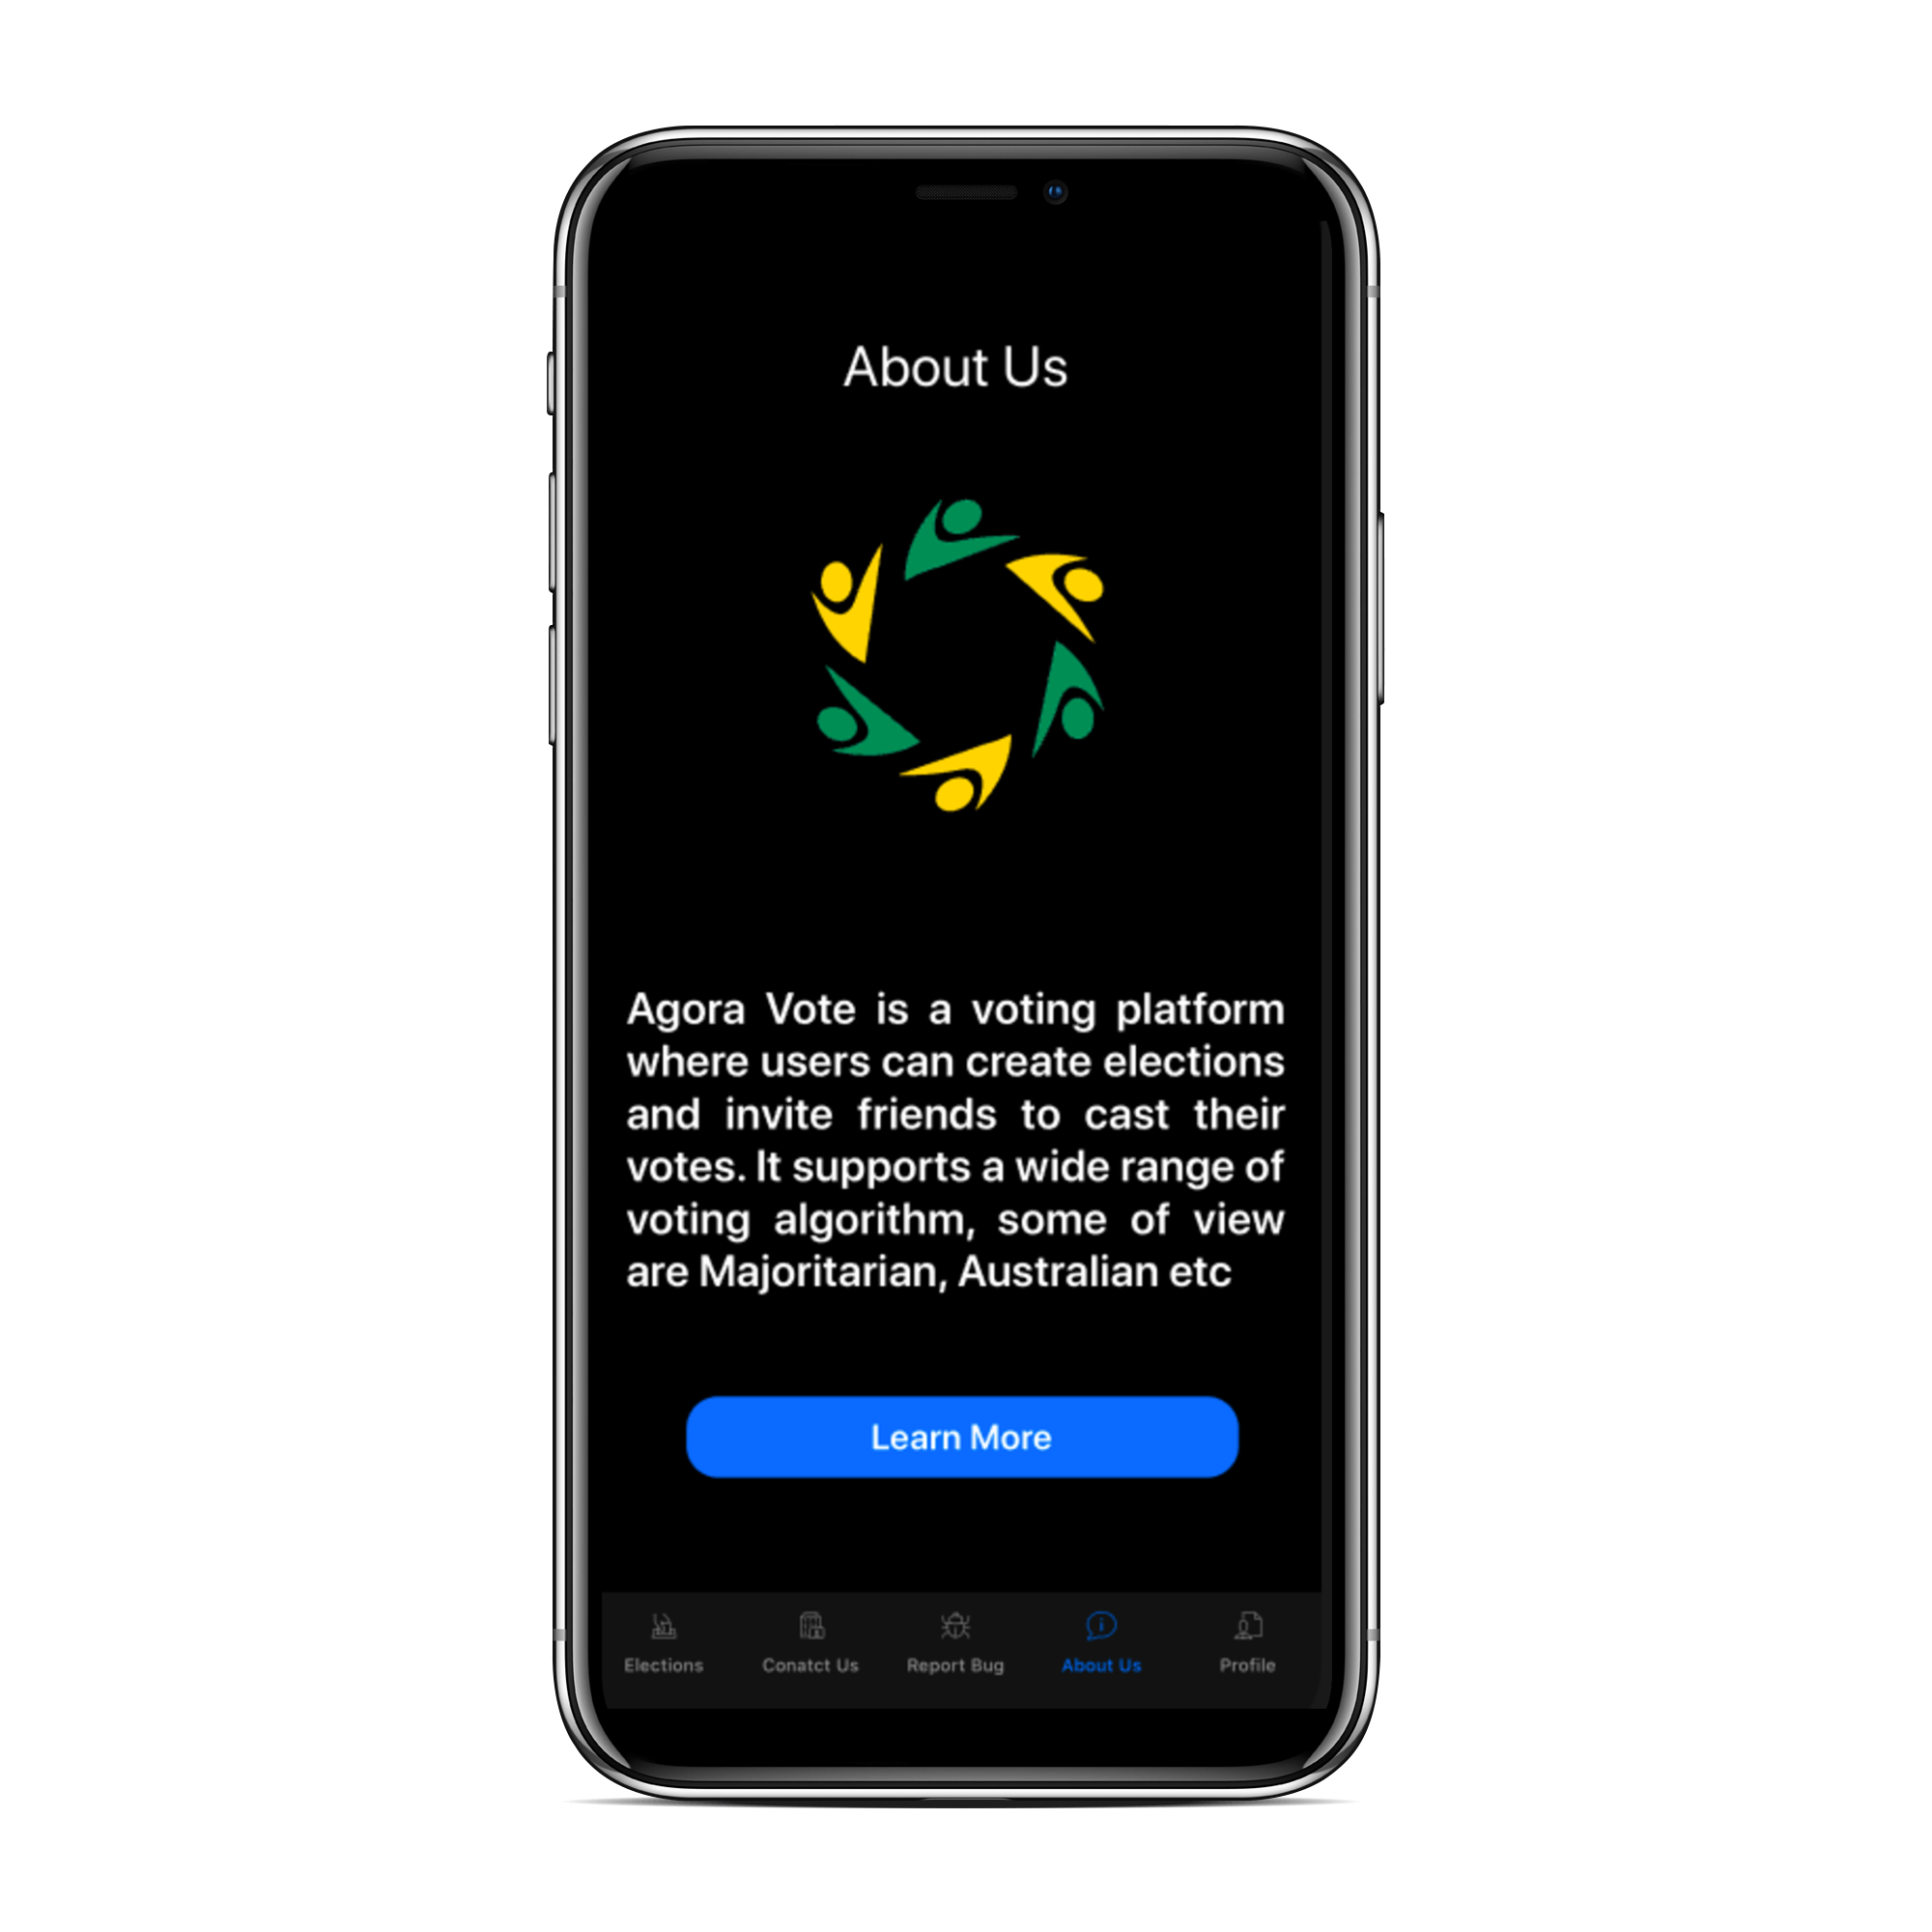 About Us
Agora Vote is a voting platform
where users can create elections
and invite friends to cast their
votes. It supports a wide range of
voting algorithm, some of view
are Majoritarian, Australian etc
Learn More
Elections
Conatct Us
Report Bug
About Us
Profile